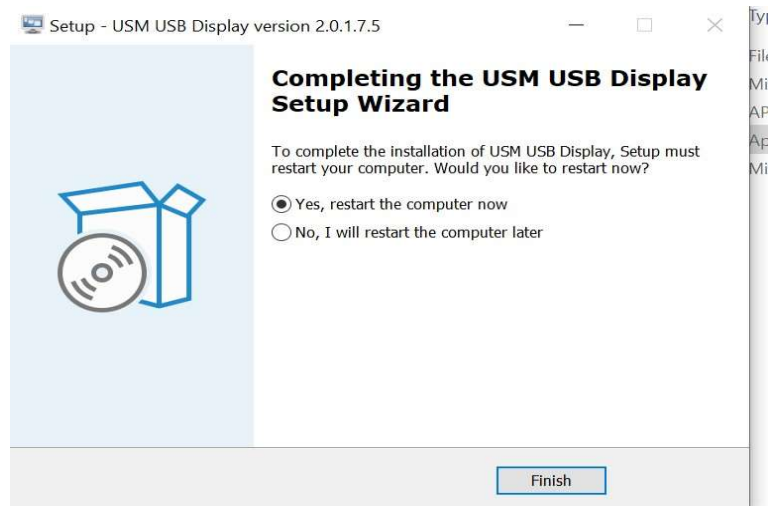 Setup - USM USB Display version 2.0.1.7.5
Completing the USM USB Display
Setup Wizard
To complete the installation of USM USB Display, Setup must
restart your computer. Would you like to restart now?
Yes, restart the computer now
No, I will restart the computer later
Finish